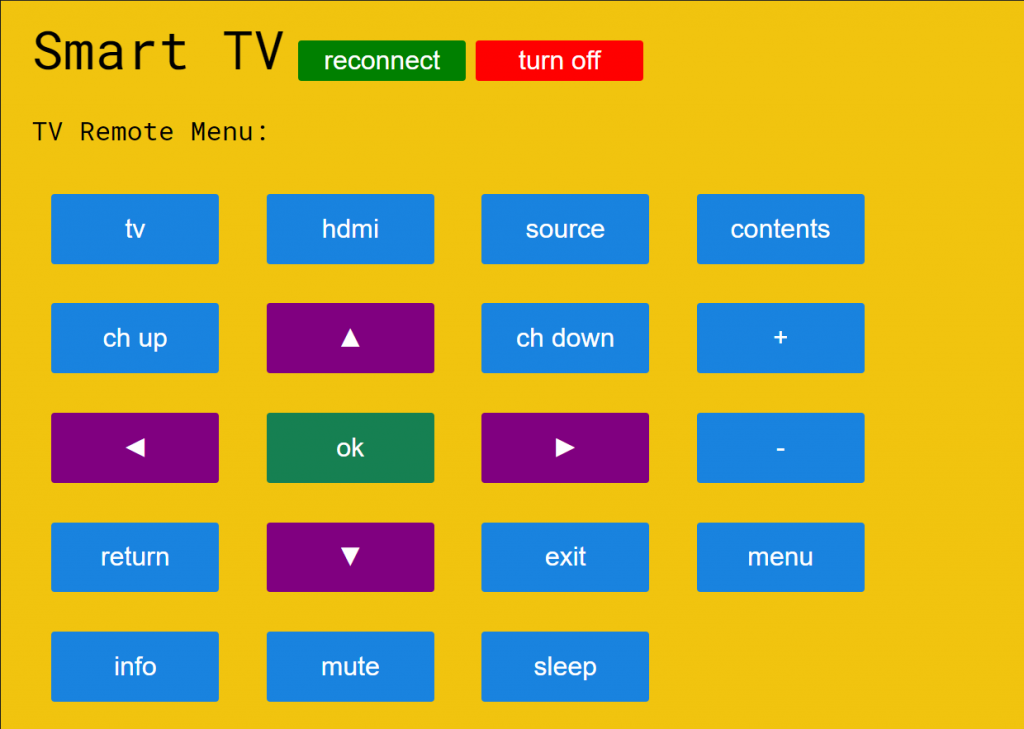 Smart TV reconnect turn off
TV Remote Menu:
tv hdmi source contents
ch up ▲ ch down +
◀ ok ▶ -
return ▼ exit menu
info mute sleep